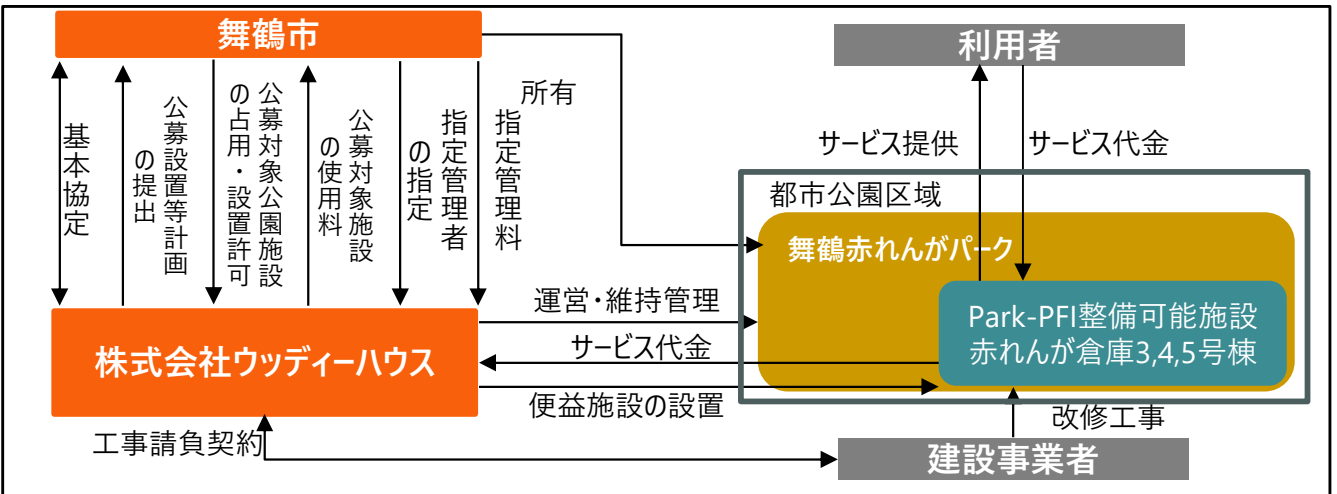 舞鶴市
利用者
基本協定
公募設置等計画
の提出
公募対象公園施設
の占用・設置許可
公募対象施設
の使用料
指定管理者
の指定
指定管理料
所有
サービス提供
サービス代金
都市公園区域
舞鶴赤れんがパーク
Park-PFI整備可能施設
赤れんが倉庫3,4,5号棟
運営・維持管理
サービス代金
便益施設の設置
株式会社ウッディーハウス
工事請負契約
改修工事
建設事業者